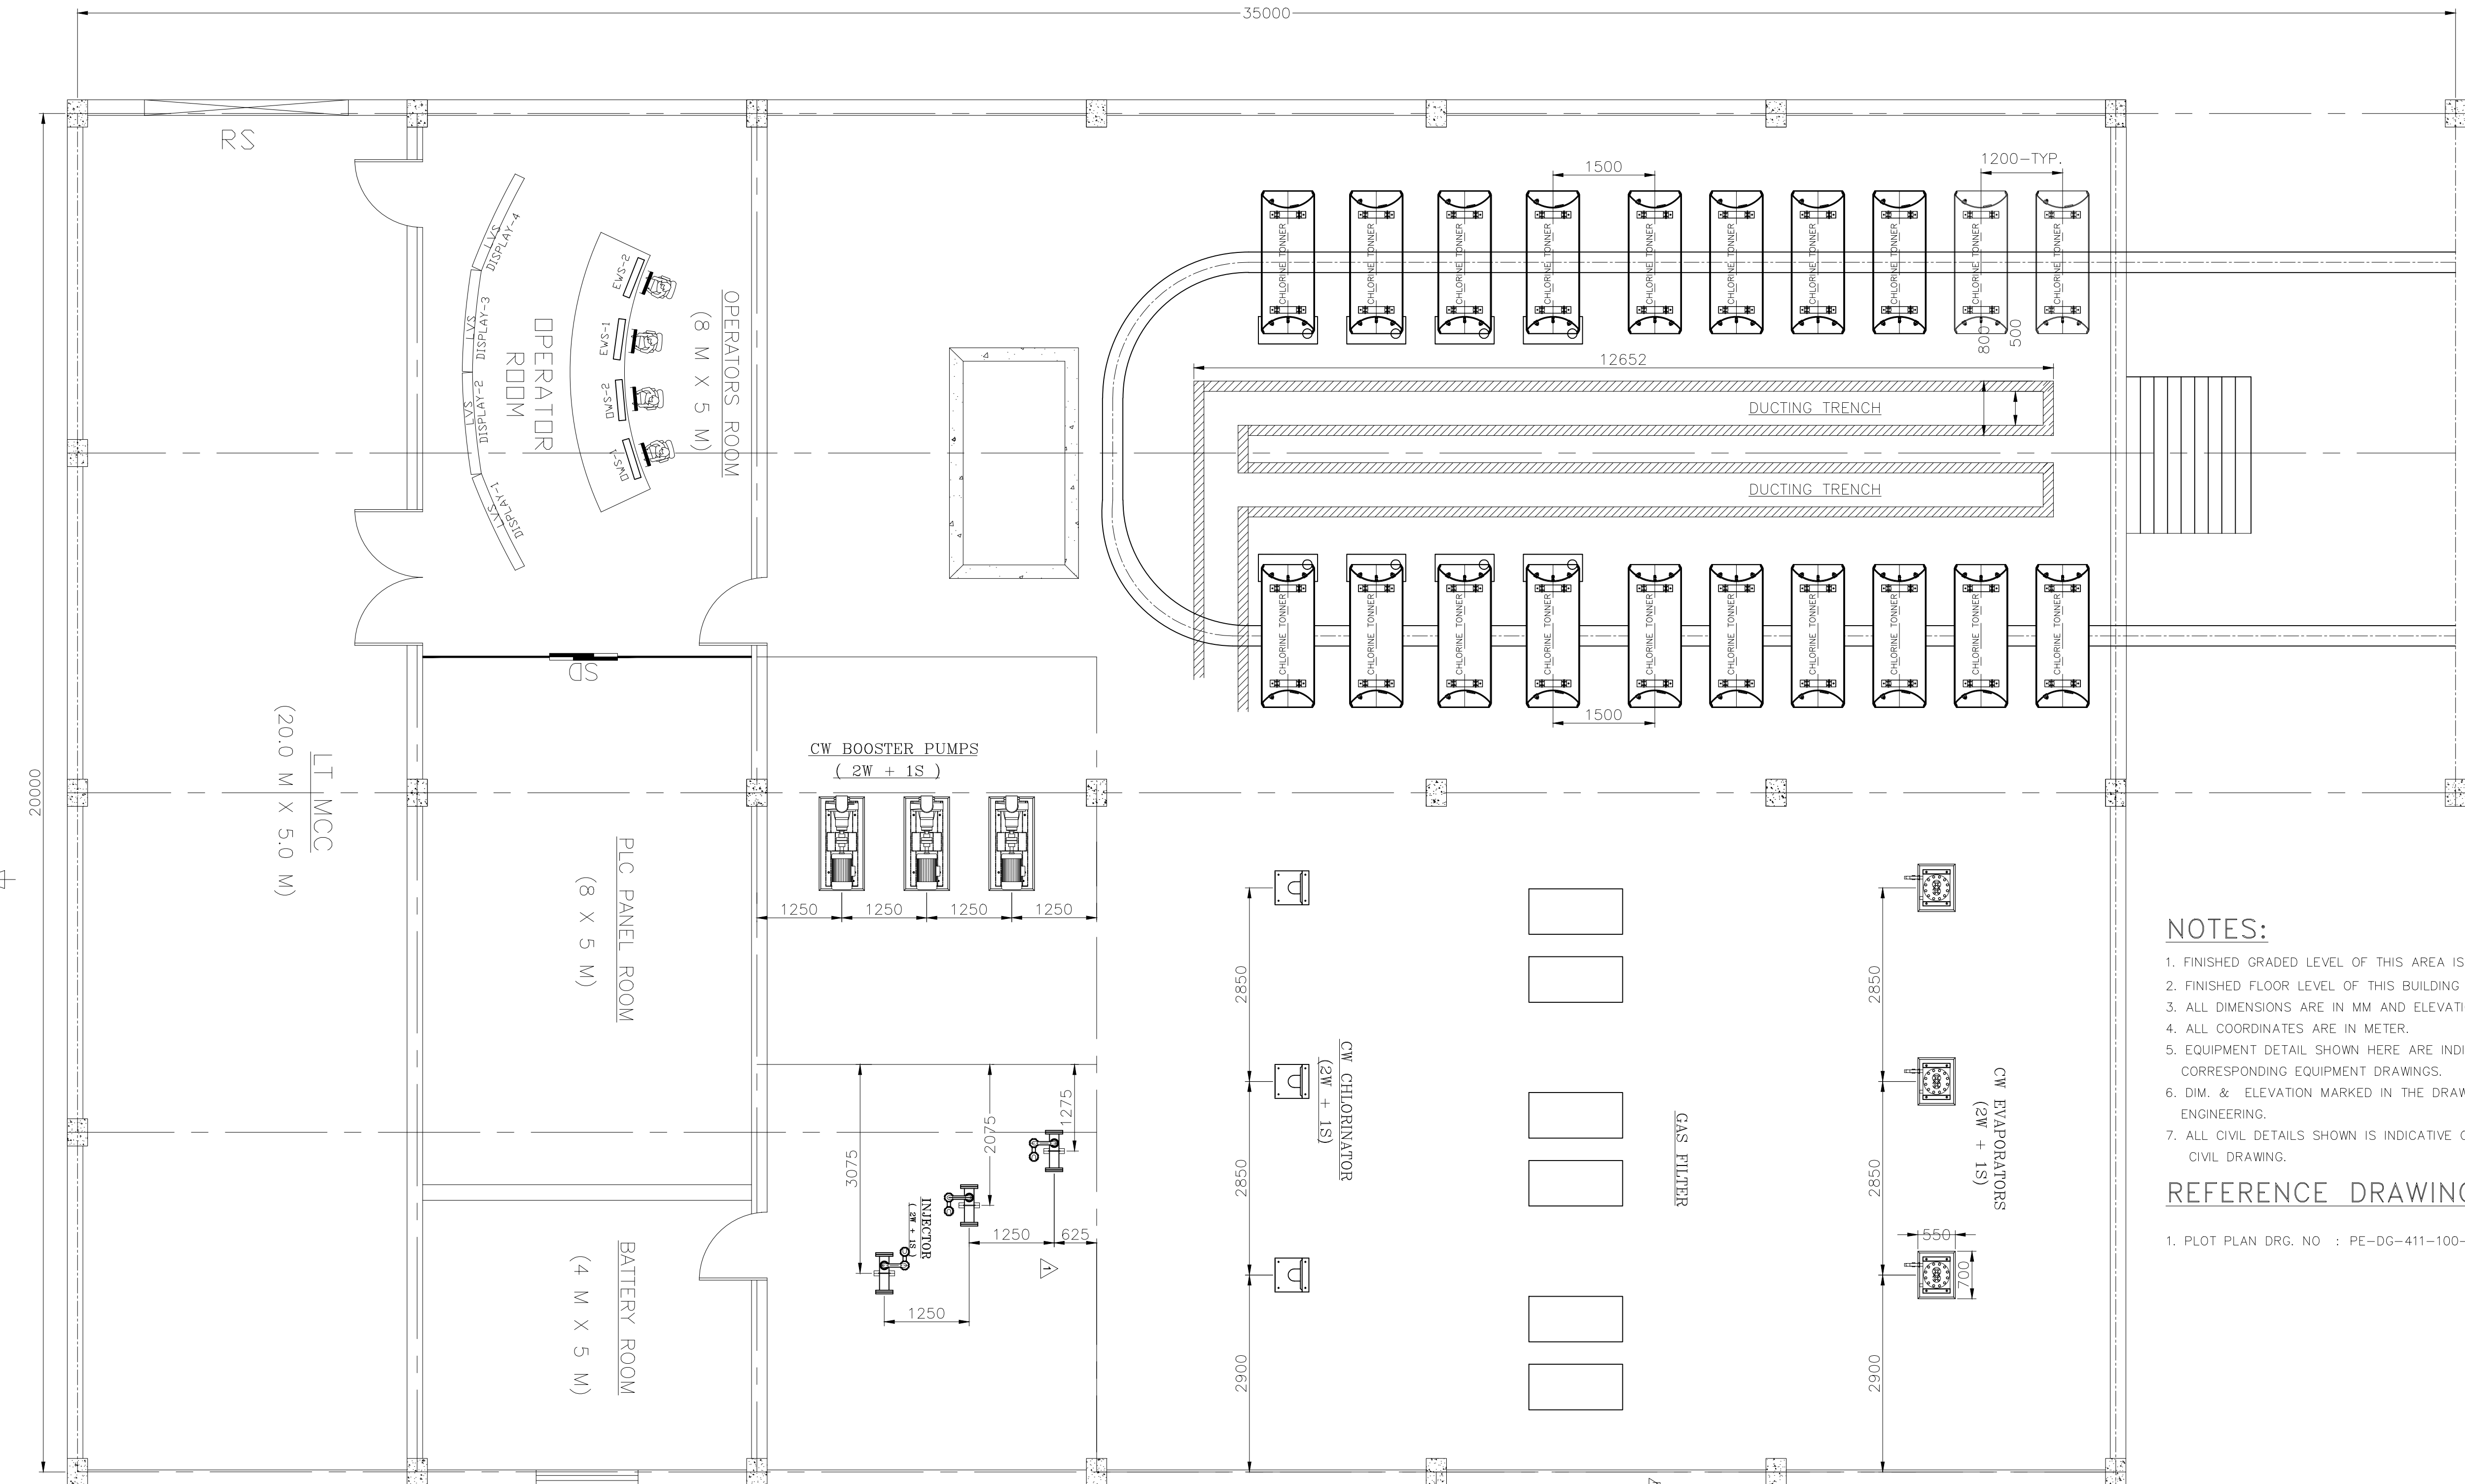 35000
RS
20000
LVS
DISPLAY-4
LVS
DISPLAY-3
LVS
DISPLAY-2
LVS
DISPLAY-1
EWS-2
EWS-1
OWS-2
OWS-1
OPERATOR
ROOM
OPERATORS ROOM
(8 M X 5 M)
SD
LT MCC
(20.0 M X 5.0 M)
PLC PANEL ROOM
(8 X 5 M)
BATTERY ROOM
(4 M X 5 M)
1500
1200-TYP.
CHLORINE TONNER
CHLORINE TONNER
CHLORINE TONNER
CHLORINE TONNER
CHLORINE TONNER
CHLORINE TONNER
CHLORINE TONNER
CHLORINE TONNER
CHLORINE TONNER
CHLORINE TONNER
800
500
12652
DUCTING TRENCH
DUCTING TRENCH
CHLORINE TONNER
CHLORINE TONNER
CHLORINE TONNER
CHLORINE TONNER
CHLORINE TONNER
CHLORINE TONNER
CHLORINE TONNER
CHLORINE TONNER
CHLORINE TONNER
CHLORINE TONNER
1500
CW BOOSTER PUMPS
( 2W + 1S )
1250
1250
1250
1250
3075
2075
1275
INJECTOR
( 2W + 1S )
1250
625
1
1250
2850
2850
2900
CW CHLORINATOR
(2W + 1S)
GAS FILTER
2850
2850
2900
CW EVAPORATORS
(2W + 1S)
550
700
NOTES:
1. FINISHED GRADED LEVEL OF THIS AREA IS
2. FINISHED FLOOR LEVEL OF THIS BUILDING
3. ALL DIMENSIONS ARE IN MM AND ELEVATI
4. ALL COORDINATES ARE IN METER.
5. EQUIPMENT DETAIL SHOWN HERE ARE INDI
CORRESPONDING EQUIPMENT DRAWINGS.
6. DIM. & ELEVATION MARKED IN THE DRAW
ENGINEERING.
7. ALL CIVIL DETAILS SHOWN IS INDICATIVE O
CIVIL DRAWING.
REFERENCE DRAWING
1. PLOT PLAN DRG. NO : PE-DG-411-100-